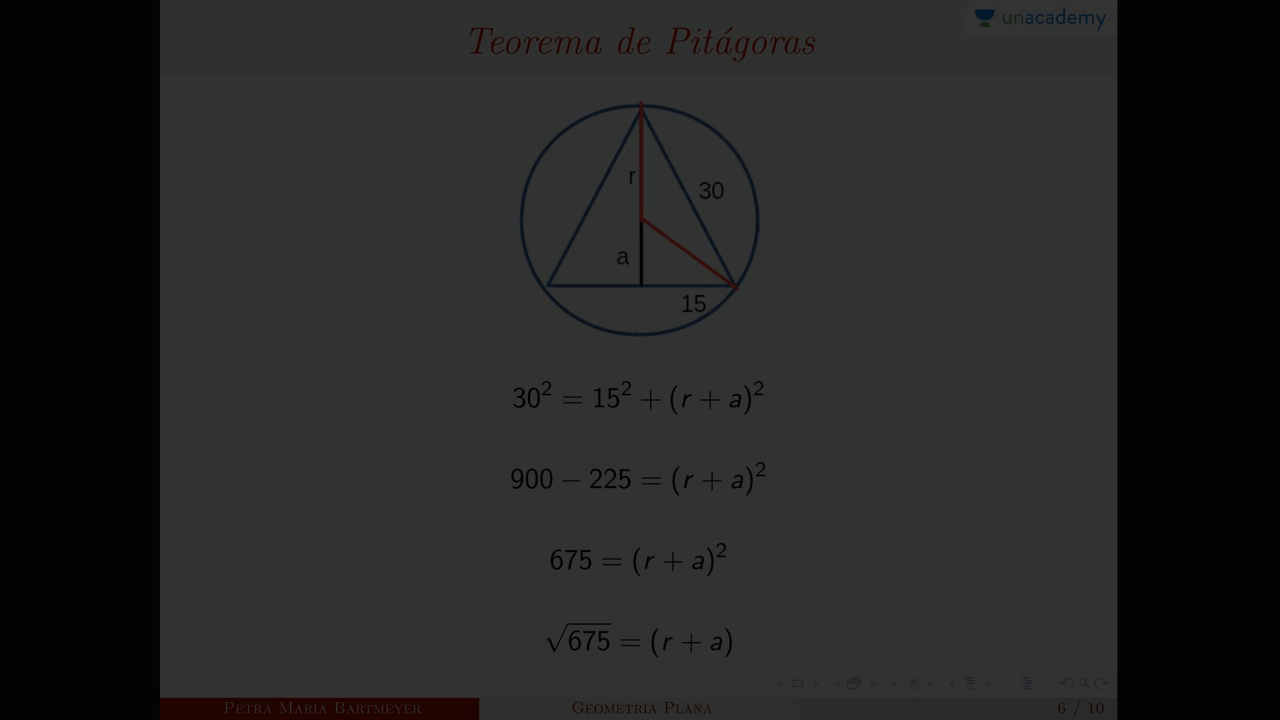 unacademy
Teorema de Pitágoras
r
30
a
15
30² = 15² + (r + a)²
900 − 225 = (r + a)²
675 = (r + a)²
√675 = (r + a)
Petra Maria Bartmeyer
Geometria Plana
6 / 10